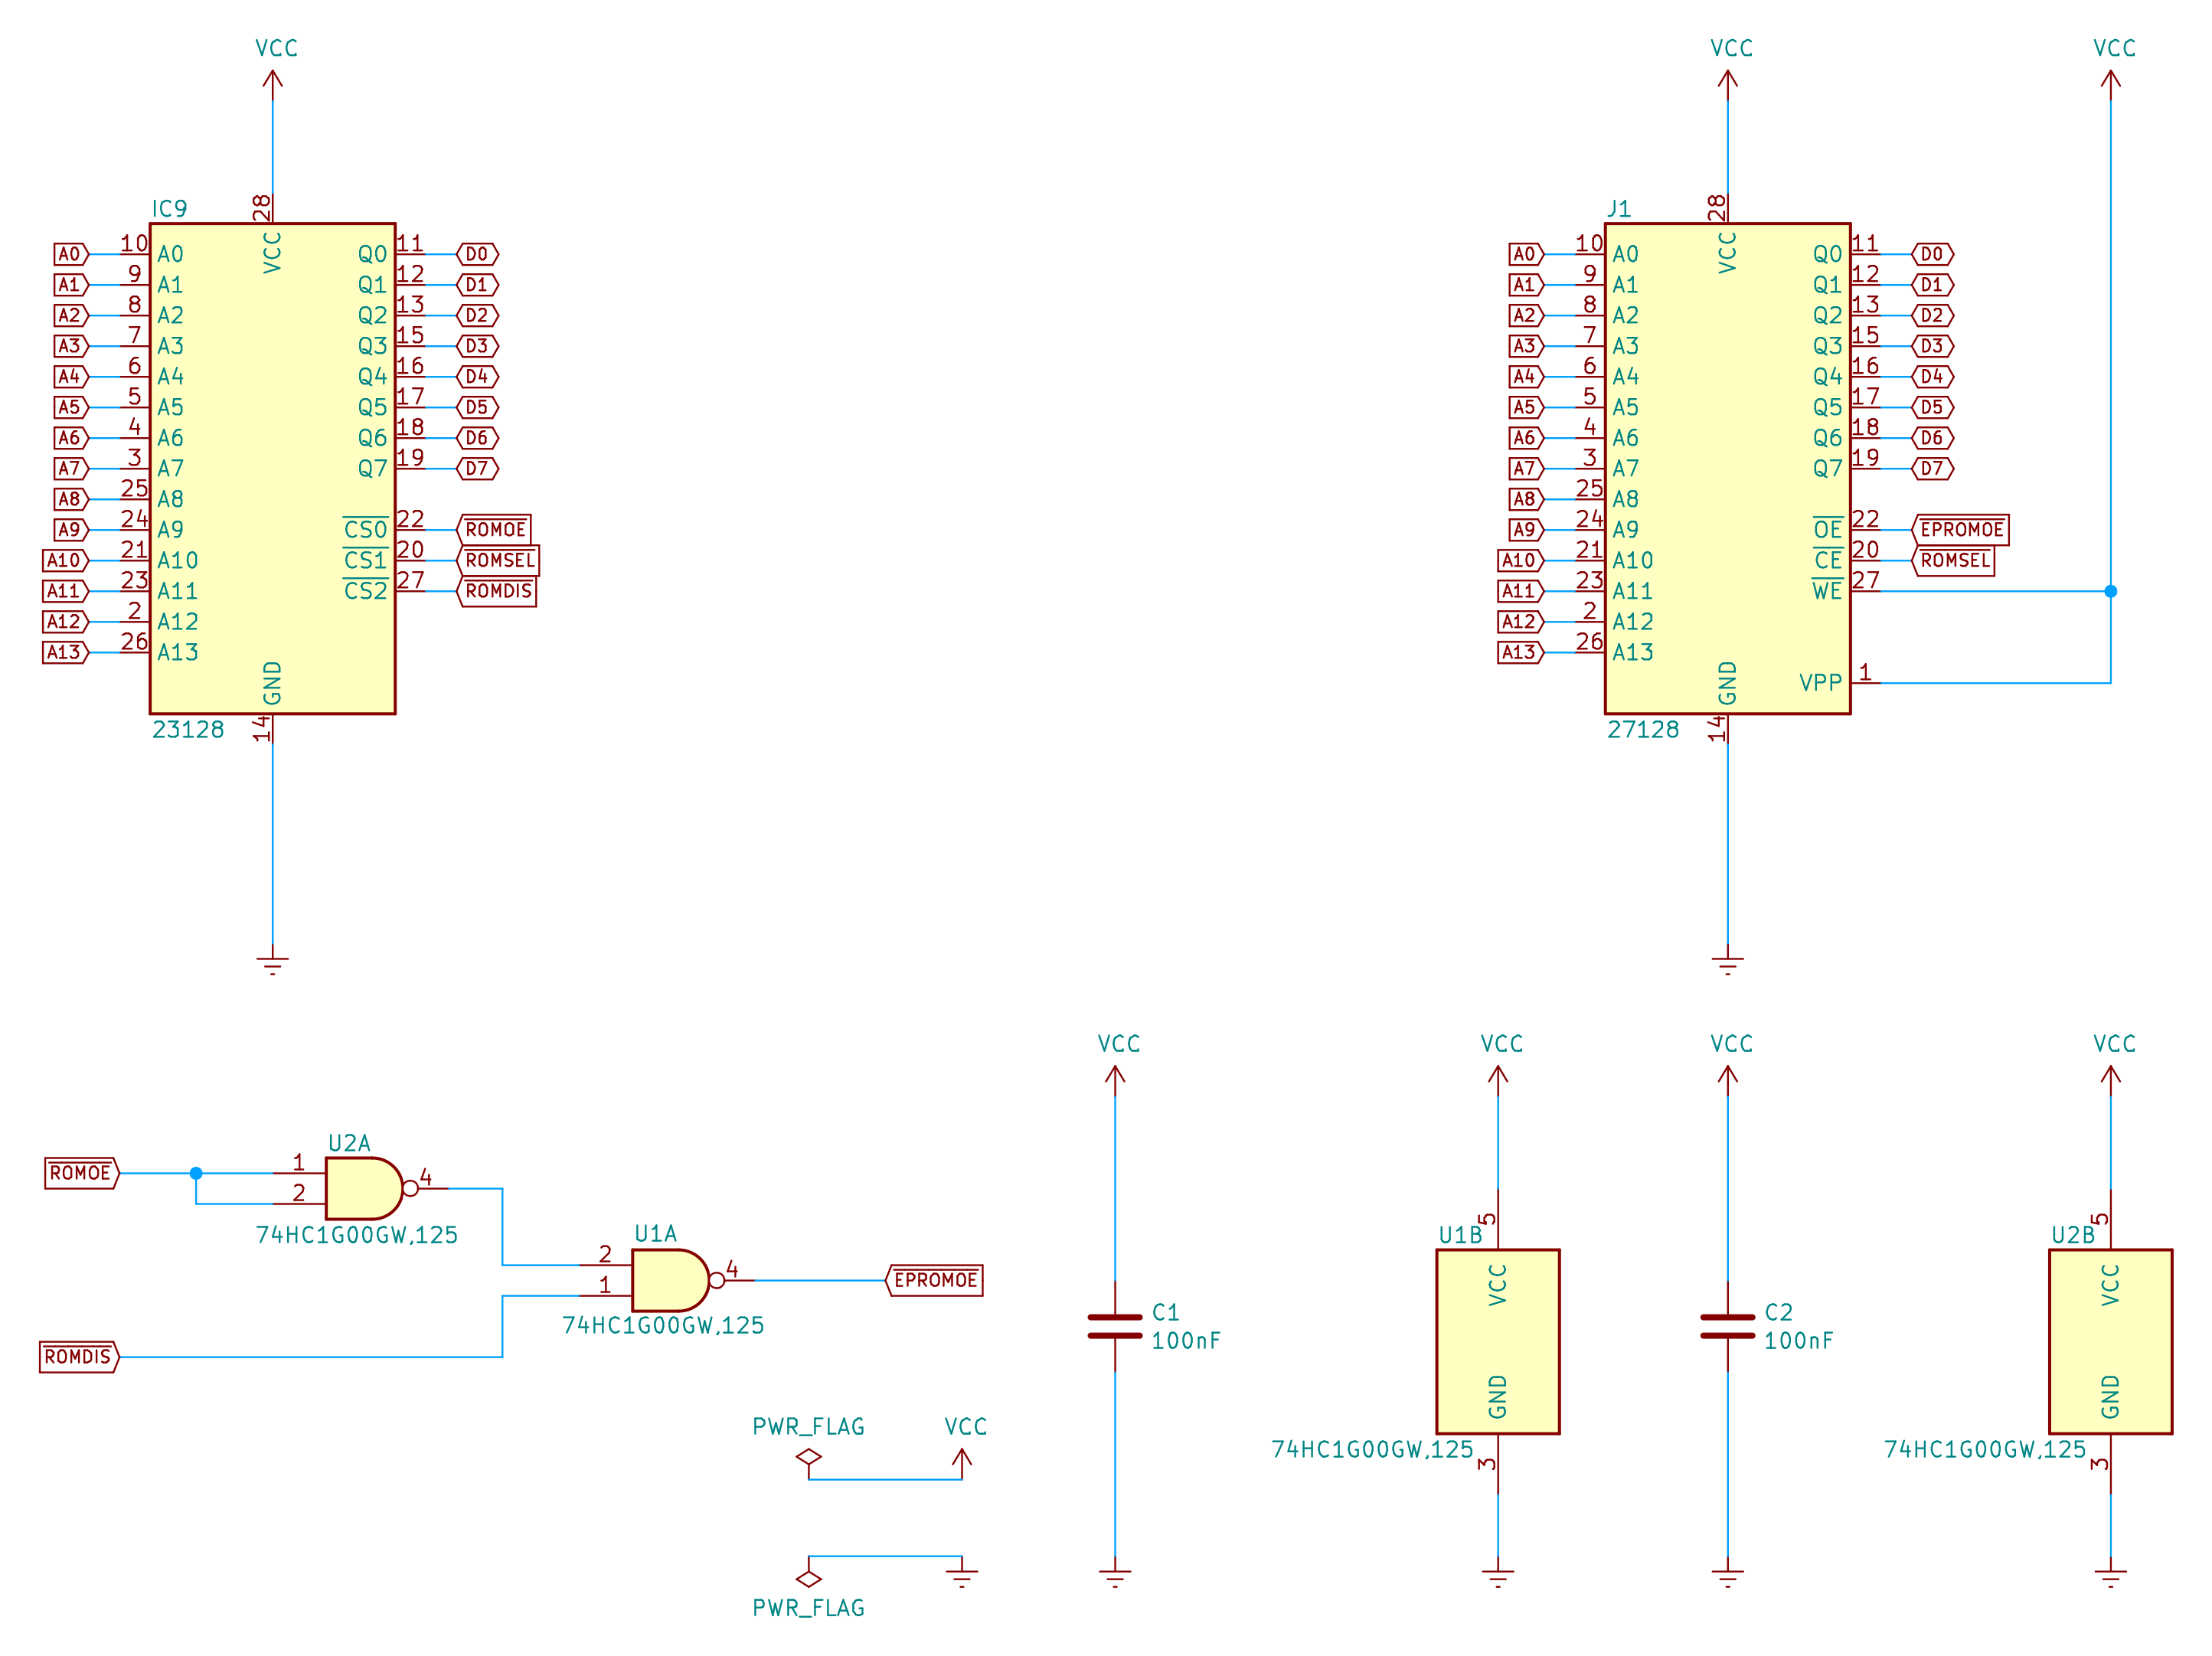 VCC
VCC
VCC
IC9
28
VCC
A0 10 A0 Q0 11 D0
A1 9 A1 Q1 12 D1
A2 8 A2 Q2 13 D2
A3 7 A3 Q3 15 D3
A4 6 A4 Q4 16 D4
A5 5 A5 Q5 17 D5
A6 4 A6 Q6 18 D6
A7 3 A7 Q7 19 D7
A8 25 A8
A9 24 A9 CS0 22 ROMOE
A10 21 A10 CS1 20 ROMSEL
A11 23 A11 CS2 27 ROMDIS
A12 2 A12
A13 26 A13
GND
14
23128
J1
28
VCC
A0 10 A0 Q0 11 D0
A1 9 A1 Q1 12 D1
A2 8 A2 Q2 13 D2
A3 7 A3 Q3 15 D3
A4 6 A4 Q4 16 D4
A5 5 A5 Q5 17 D5
A6 4 A6 Q6 18 D6
A7 3 A7 Q7 19 D7
A8 25 A8
A9 24 A9 OE 22 EPROMOE
A10 21 A10 CE 20 ROMSEL
A11 23 A11 WE 27
A12 2 A12
A13 26 A13
VPP 1
GND
14
27128
U2A
ROMOE 1
2
4
74HC1G00GW,125
U1A
2
1
4
EPROMOE
74HC1G00GW,125
ROMDIS
PWR_FLAG
VCC
PWR_FLAG
VCC
C1
100nF
VCC
5
U1B
VCC
GND
74HC1G00GW,125
3
VCC
C2
100nF
VCC
5
U2B
VCC
GND
74HC1G00GW,125
3